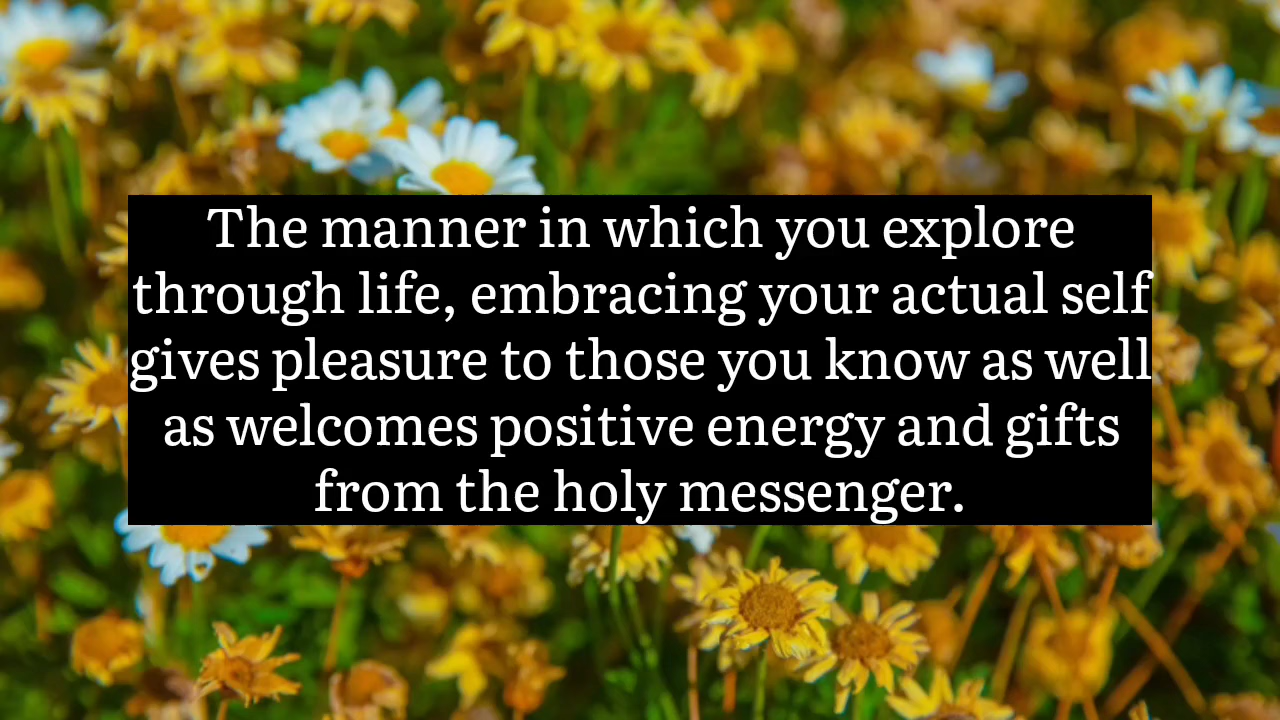 The manner in which you explore
through life, embracing your actual self
gives pleasure to those you know as well
as welcomes positive energy and gifts
from the holy messenger.